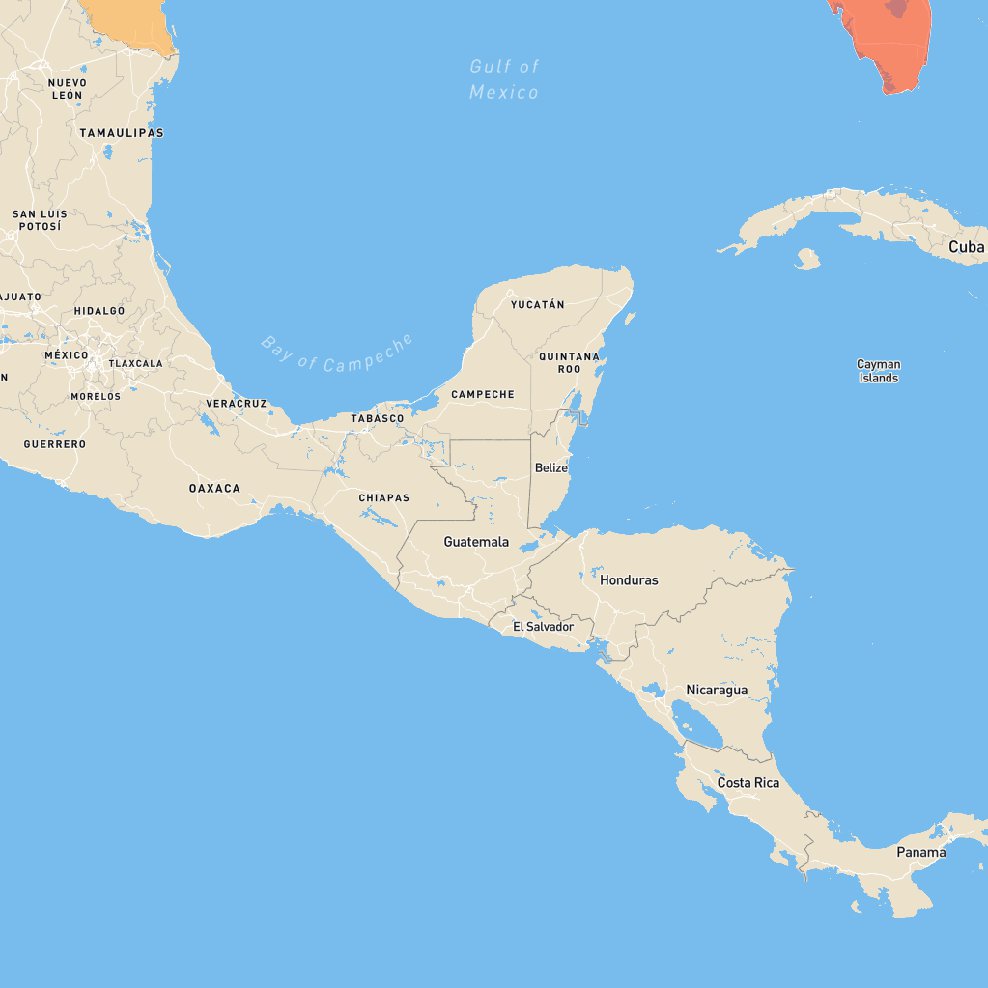 Gulf of
Mexico
NUEVO
LEÓN
TAMAULIPAS
SAN LUIS
POTOSÍ
Cuba
AJUATO
YUCATÁN
HIDALGO
Bay of Campeche
MÉXICO
TLAXCALA
QUINTANA
ROO
Cayman
Islands
N
MORELOS
CAMPECHE
VERACRUZ
TABASCO
GUERRERO
Belize
OAXACA
CHIAPAS
Guatemala
Honduras
El Salvador
Nicaragua
Costa Rica
Panama